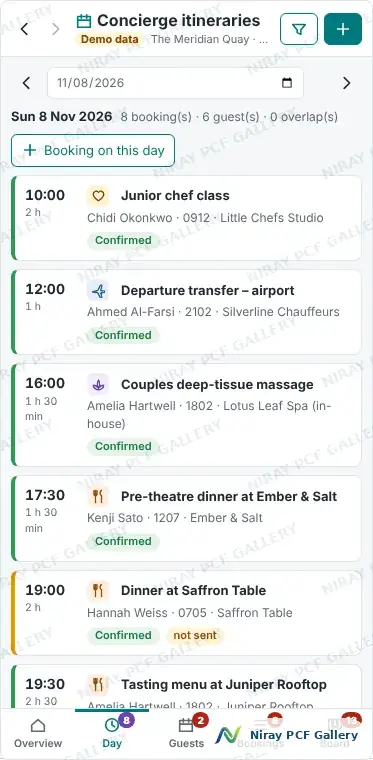 Concierge itineraries
Demo data The Meridian Quay · ...
11/08/2026
Sun 8 Nov 2026 8 booking(s) · 6 guest(s) · 0 overlap(s)
+ Booking on this day
10:00 Junior chef class
2 h Chidi Okonkwo · 0912 · Little Chefs Studio
Confirmed
12:00 Departure transfer – airport
1 h Ahmed Al-Farsi · 2102 · Silverline Chauffeurs
Confirmed
16:00 Couples deep-tissue massage
1 h 30 min Amelia Hartwell · 1802 · Lotus Leaf Spa (in-
house)
Confirmed
17:30 Pre-theatre dinner at Ember & Salt
1 h 30 min Kenji Sato · 1207 · Ember & Salt
Confirmed
19:00 Dinner at Saffron Table
2 h Hannah Weiss · 0705 · Saffron Table
Confirmed not sent
19:30 Tasting menu at Juniper Rooftop
2 h Amelia Hartwell · 1802 · Juniper Rooftop
8 2
Overview Day Guests Bookings Board
Niray PCF Gallery
NIRAY PCF GALLERY